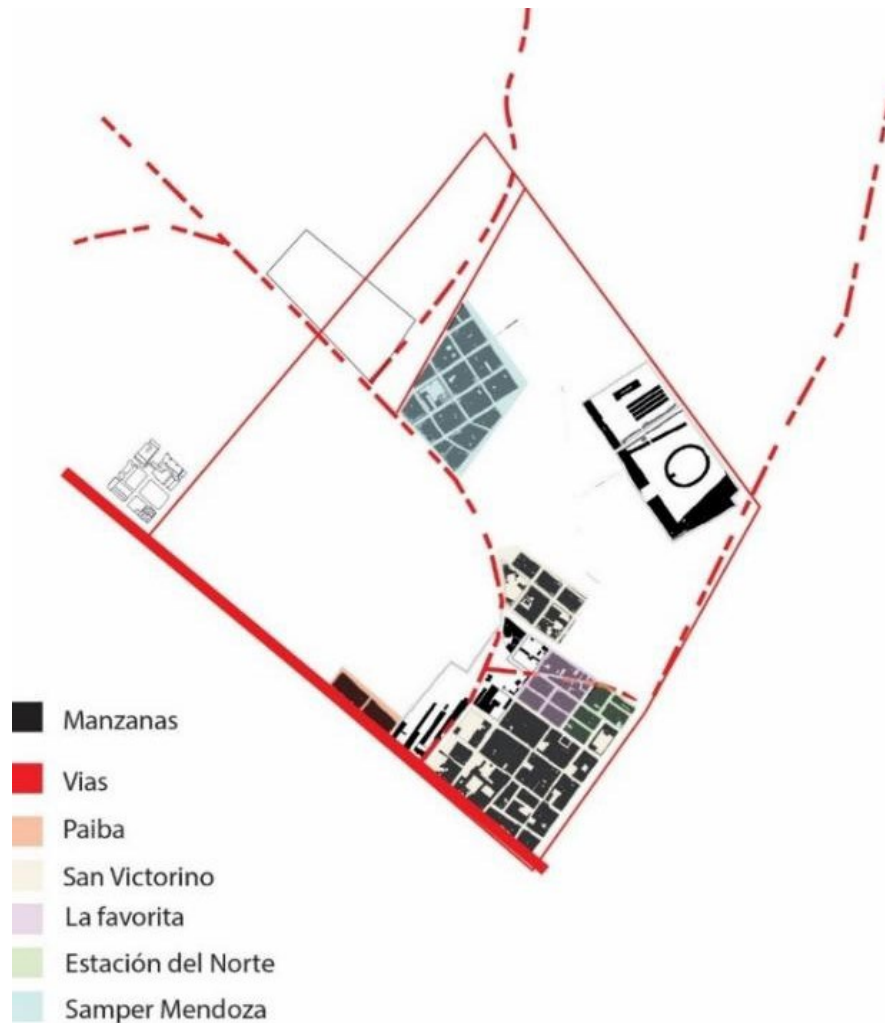 Manzanas
Vias
Paiba
San Victorino
La favorita
Estación del Norte
Samper Mendoza